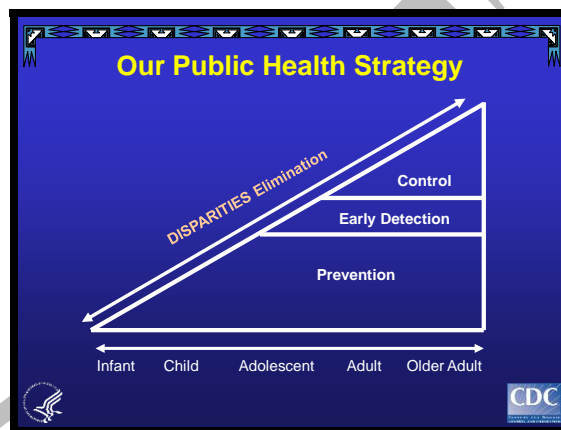 Our Public Health Strategy
DISPARITIES Elimination
Control
Early Detection
Prevention
Infant Child Adolescent Adult Older Adult
CDC